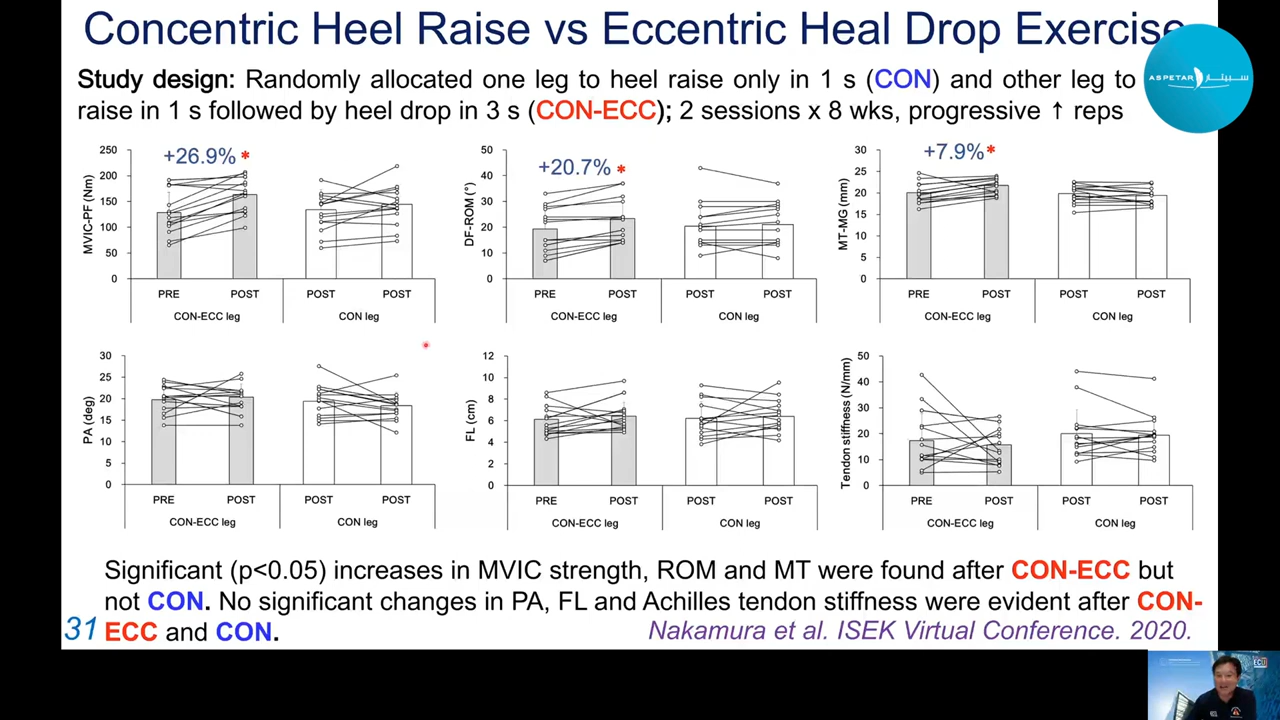 Concentric Heel Raise vs Eccentric Heal Drop Exercise
ASPETAR سبيتار
Study design: Randomly allocated one leg to heel raise only in 1 s (CON) and other leg to
raise in 1 s followed by heel drop in 3 s (CON-ECC); 2 sessions x 8 wks, progressive ↑ reps
MVIC-PF (Nm)
250
200
150
100
50
0
+26.9% *
PRE POST POST POST
CON-ECC leg CON leg
DF-ROM (°)
50
40
30
20
10
0
+20.7% *
PRE POST POST POST
CON-ECC leg CON leg
MT-MG (mm)
30
25
20
15
10
5
0
+7.9% *
PRE POST POST POST
CON-ECC leg CON leg
PA (deg)
30
25
20
15
10
5
0
PRE POST POST POST
CON-ECC leg CON leg
FL (cm)
12
10
8
6
4
2
0
PRE POST POST POST
CON-ECC leg CON leg
Tendon stiffness (N/mm)
50
40
30
20
10
0
PRE POST POST POST
CON-ECC leg CON leg
Significant (p<0.05) increases in MVIC strength, ROM and MT were found after CON-ECC but
not CON. No significant changes in PA, FL and Achilles tendon stiffness were evident after CON-
31 ECC and CON. Nakamura et al. ISEK Virtual Conference. 2020.
ECU